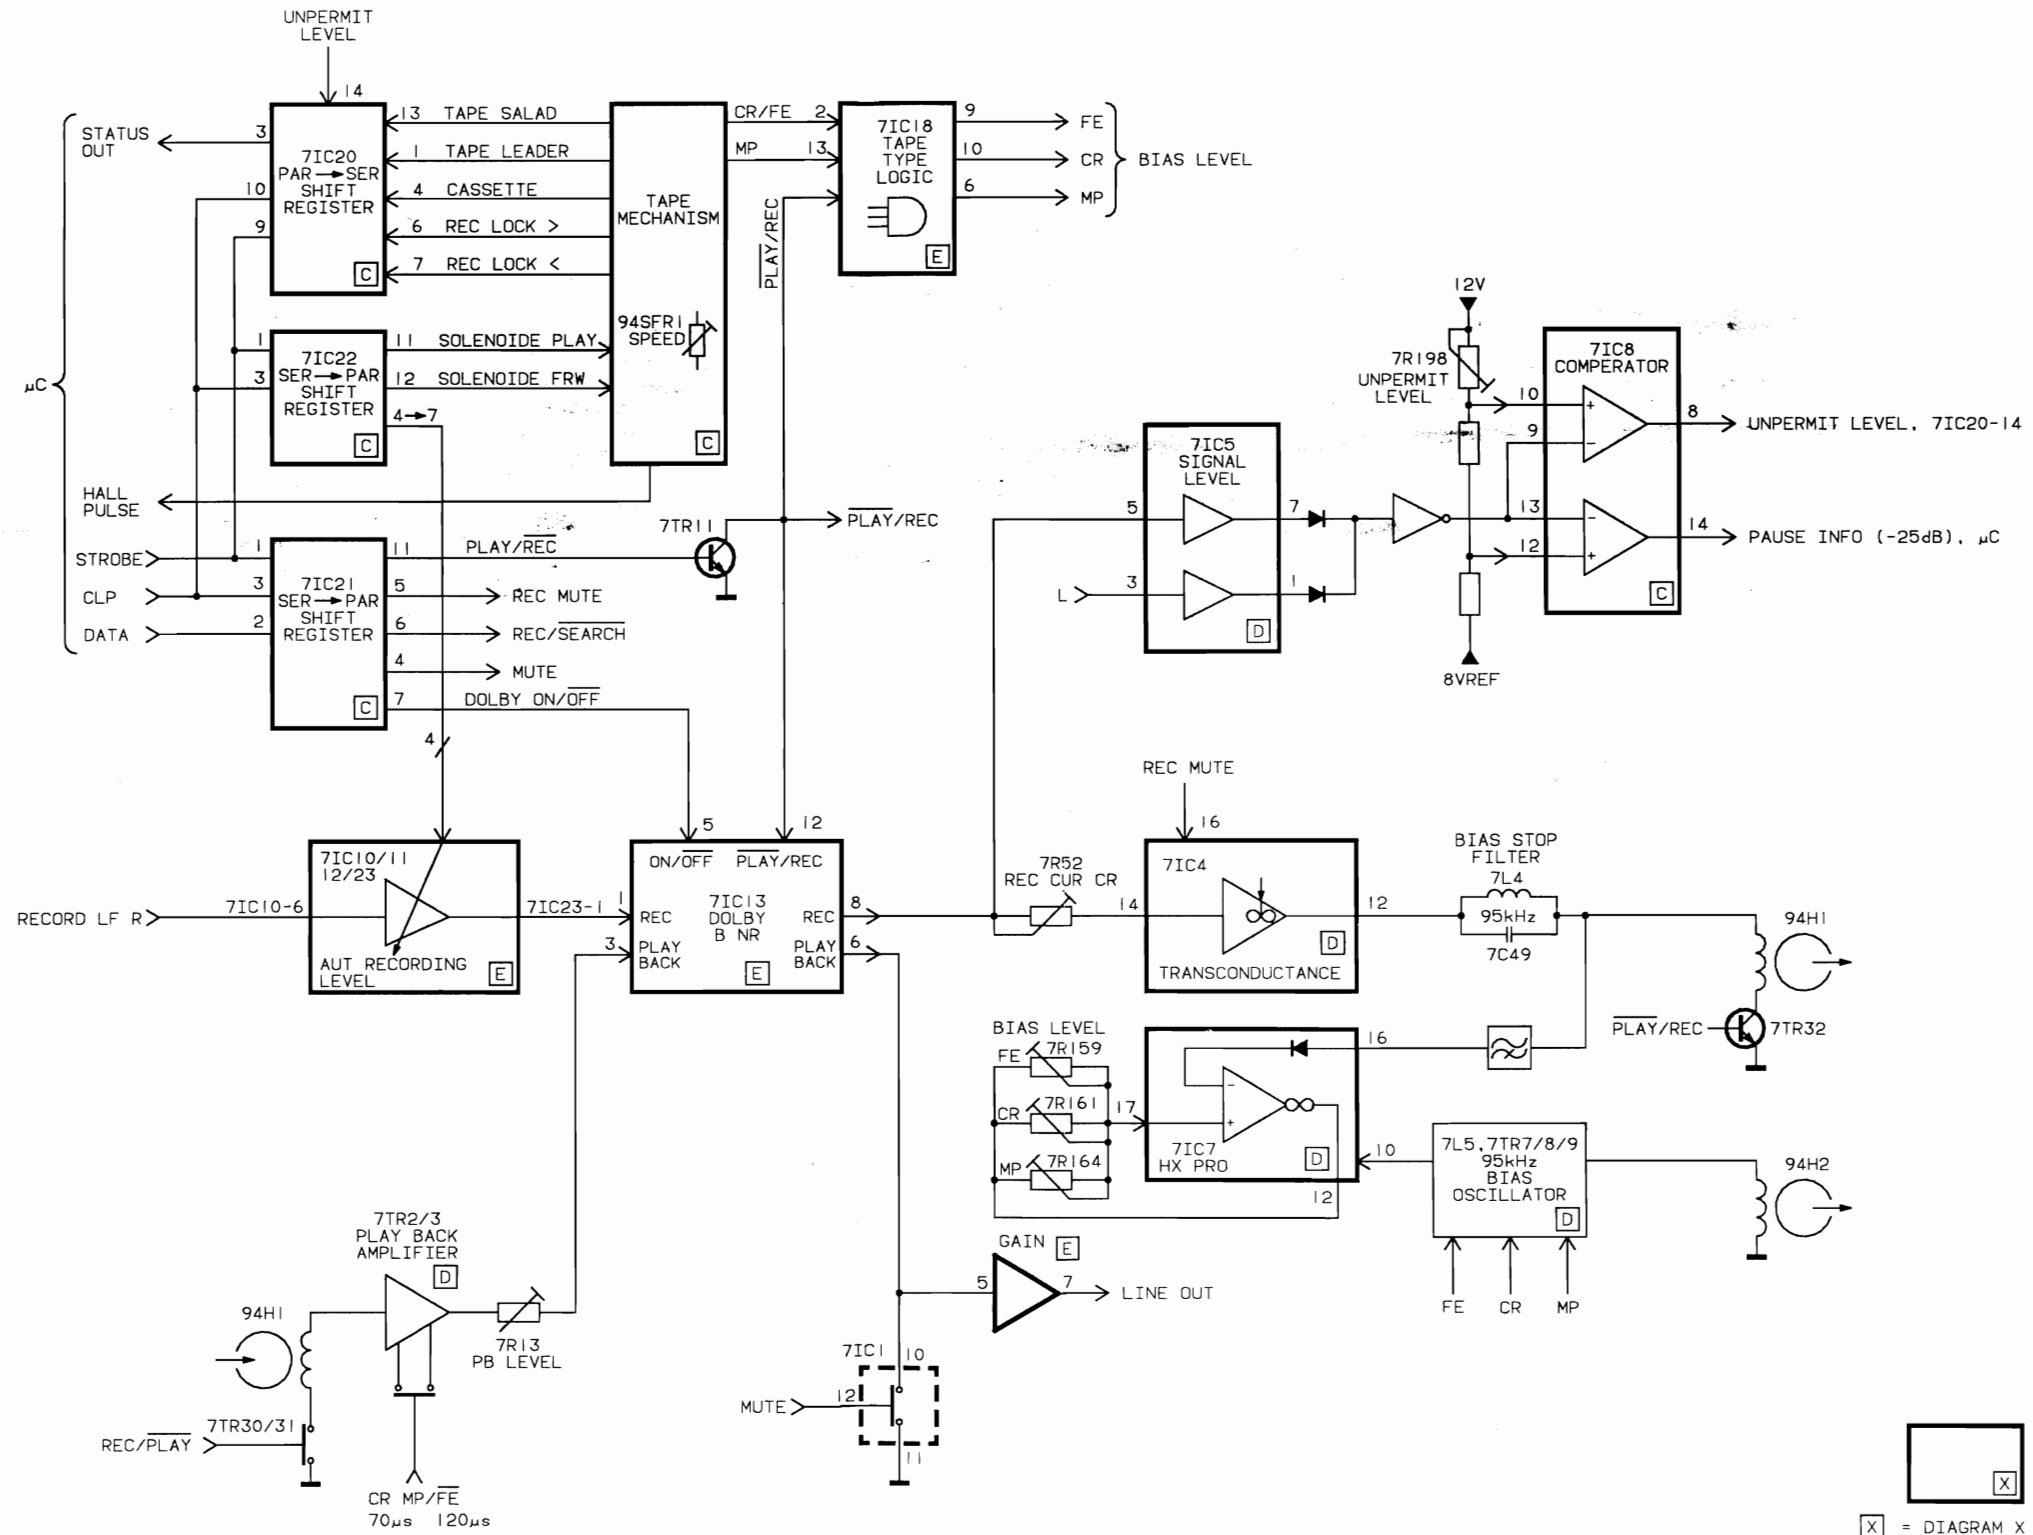 UNPERMIT
LEVEL
14
STATUS
OUT
3
7IC20
PAR → SER
SHIFT
REGISTER
C
10
9
13 TAPE SALAD
1 TAPE LEADER
4 CASSETTE
6 REC LOCK >
7 REC LOCK <
TAPE
MECHANISM
94SFR1
SPEED
C
CR/FE 2
MP 13
PLAY/REC
7IC18
TAPE
TYPE
LOGIC
E
9 FE
10 CR
6 MP
BIAS LEVEL
µC
1
3
7IC22
SER → PAR
SHIFT
REGISTER
C
11 SOLENOIDE PLAY
12 SOLENOIDE FRW
4→7
HALL
PULSE
STROBE
CLP
DATA
1
3
2
7IC21
SER → PAR
SHIFT
REGISTER
C
11 PLAY/REC
5 REC MUTE
6 REC/SEARCH
4 MUTE
7 DOLBY ON/OFF
7TR11
PLAY/REC
4
12V
7R198
UNPERMIT
LEVEL
8VREF
7IC8
COMPERATOR
10
+
9
-
13
-
12
+
C
8 UNPERMIT LEVEL, 7IC20-14
14 PAUSE INFO (-25dB), µC
7IC5
SIGNAL
LEVEL
D
5
L 3
7
1
RECORD LF R
7IC10-6
7IC10/11
12/23
AUT RECORDING
LEVEL
E
7IC23-1
5
12
ON/OFF PLAY/REC
1 REC
3 PLAY
BACK
7IC13
DOLBY
B NR
E
REC 8
PLAY
BACK 6
7R52
REC CUR CR
14
REC MUTE
16
7IC4
TRANSCONDUCTANCE
D
12
BIAS STOP
FILTER
7L4
95kHz
7C49
94H1
PLAY/REC
7TR32
BIAS LEVEL
FE 7R159
CR 7R161
MP 7R164
17
-
+
7IC7
HX PRO
D
16
10
12
7L5,7TR7/8/9
95kHz
BIAS
OSCILLATOR
D
FE CR MP
94H2
7TR2/3
PLAY BACK
AMPLIFIER
D
94H1
7R13
PB LEVEL
7TR30/31
REC/PLAY
CR MP/FE
70µs 120µs
GAIN E
5
7 LINE OUT
7IC1
10
MUTE 12
11
X
X = DIAGRAM X